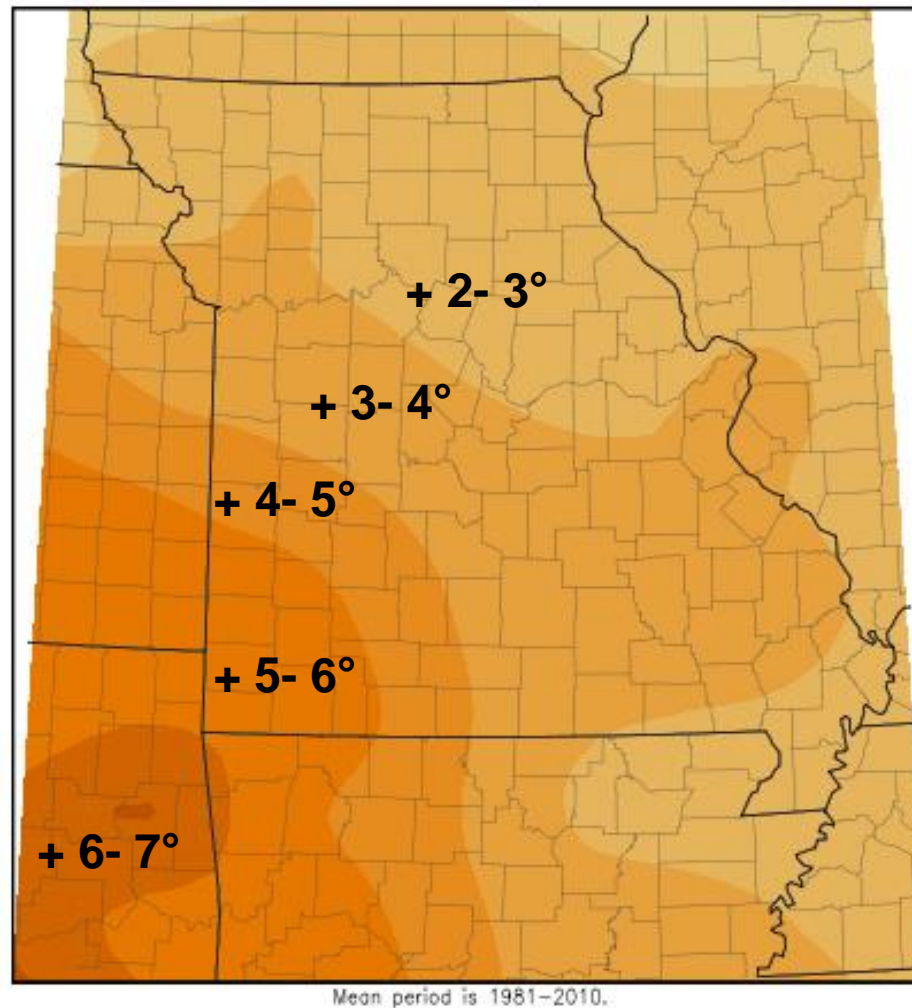 + 2- 3°
+ 3- 4°
+ 4- 5°
+ 5- 6°
+ 6- 7°
Mean period is 1981-2010.